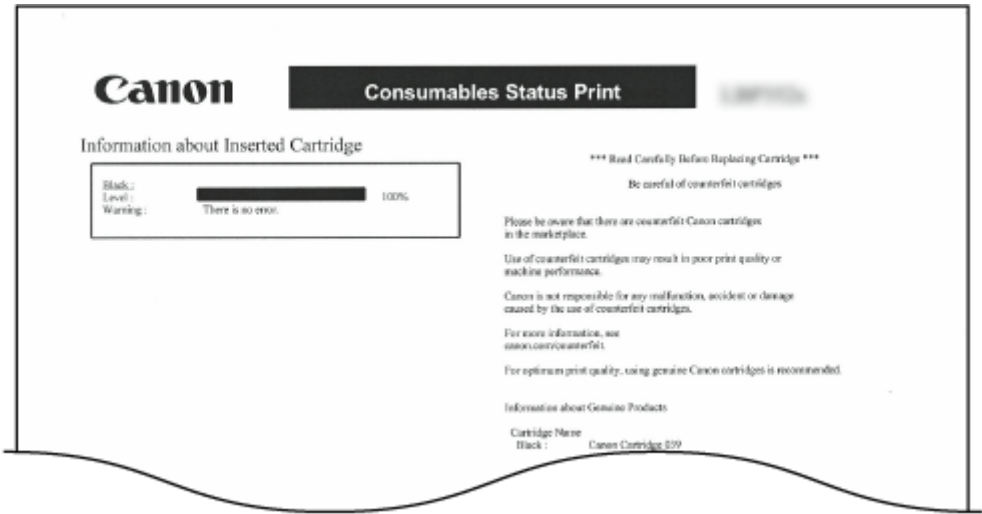 Canon
Consumables Status Print
Information about Inserted Cartridge
Black :
Level : 100%
Warning : There is no error.
*** Read Carefully Before Replacing Cartridge ***
Be careful of counterfeit cartridges
Please be aware that there are counterfeit Canon cartridges
in the marketplace.
Use of counterfeit cartridges may result in poor print quality or
machine performance.
Canon is not responsible for any malfunction, accident or damage
caused by the use of counterfeit cartridges.
For more information, see
canon.com/counterfeit.
For optimum print quality, using genuine Canon cartridges is recommended.
Information about Genuine Products
Cartridge Name
Black : Canon Cartridge 039